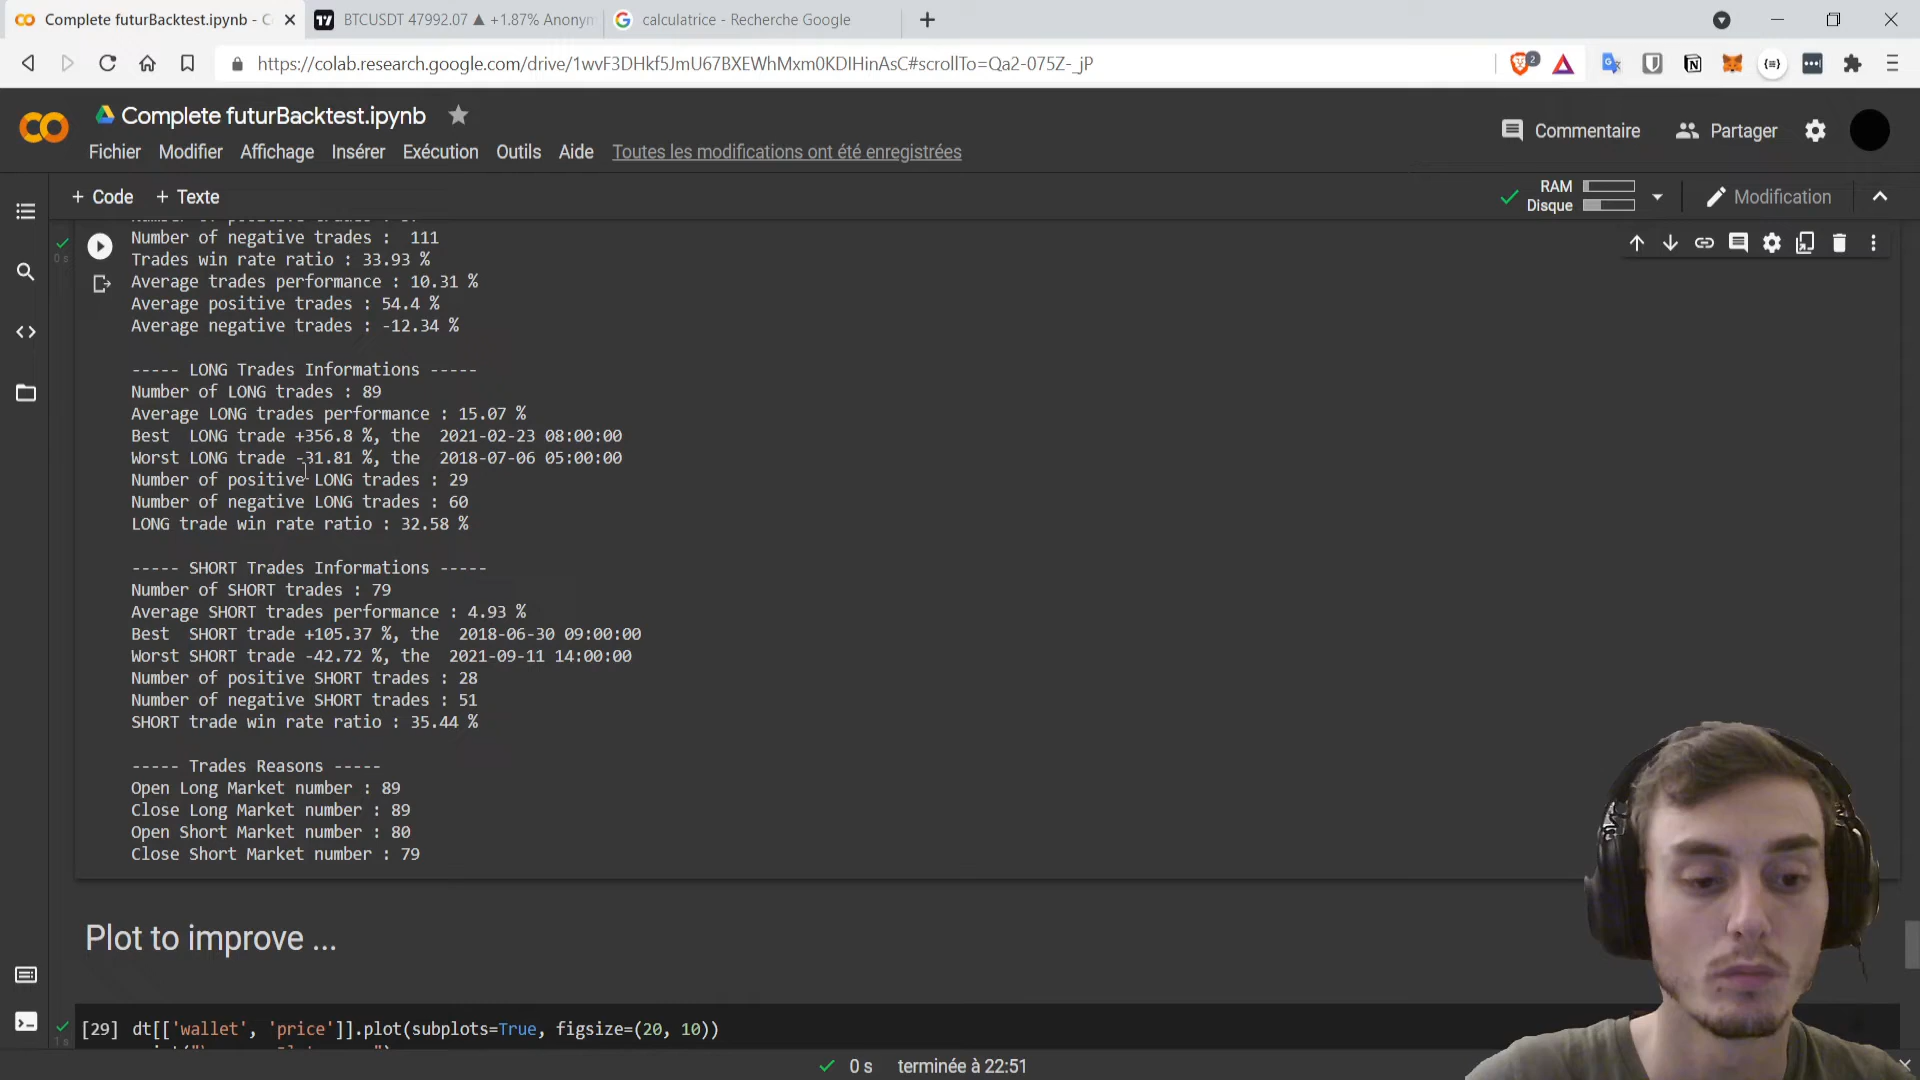 Complete futurBacktest.ipynb - C
BTCUSDT 47992.07 ▲ +1.87% Anonym
calculatrice - Recherche Google
https://colab.research.google.com/drive/1wvF3DHkf5JmU67BXEWhMxm0KDIHinAsC#scrollTo=Qa2-075Z-_jP
2
Complete futurBacktest.ipynb
Commentaire
Partager
Fichier Modifier Affichage Insérer Exécution Outils Aide Toutes les modifications ont été enregistrées
+ Code + Texte
RAM
Disque
Modification
Number of negative trades : 111
Trades win rate ratio : 33.93 %
Average trades performance : 10.31 %
Average positive trades : 54.4 %
Average negative trades : -12.34 %
----- LONG Trades Informations -----
Number of LONG trades : 89
Average LONG trades performance : 15.07 %
Best LONG trade +356.8 %, the 2021-02-23 08:00:00
Worst LONG trade -31.81 %, the 2018-07-06 05:00:00
Number of positive LONG trades : 29
Number of negative LONG trades : 60
LONG trade win rate ratio : 32.58 %
----- SHORT Trades Informations -----
Number of SHORT trades : 79
Average SHORT trades performance : 4.93 %
Best SHORT trade +105.37 %, the 2018-06-30 09:00:00
Worst SHORT trade -42.72 %, the 2021-09-11 14:00:00
Number of positive SHORT trades : 28
Number of negative SHORT trades : 51
SHORT trade win rate ratio : 35.44 %
----- Trades Reasons -----
Open Long Market number : 89
Close Long Market number : 89
Open Short Market number : 80
Close Short Market number : 79
Plot to improve ...
[29] dt[['wallet', 'price']].plot(subplots=True, figsize=(20, 10))
0 s terminée à 22:51